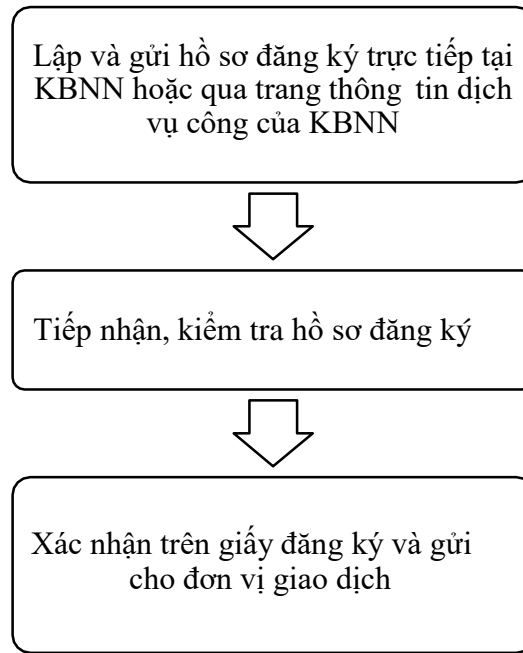 Lập và gửi hồ sơ đăng ký trực tiếp tại
KBNN hoặc qua trang thông tin dịch
vụ công của KBNN
Tiếp nhận, kiểm tra hồ sơ đăng ký
Xác nhận trên giấy đăng ký và gửi
cho đơn vị giao dịch